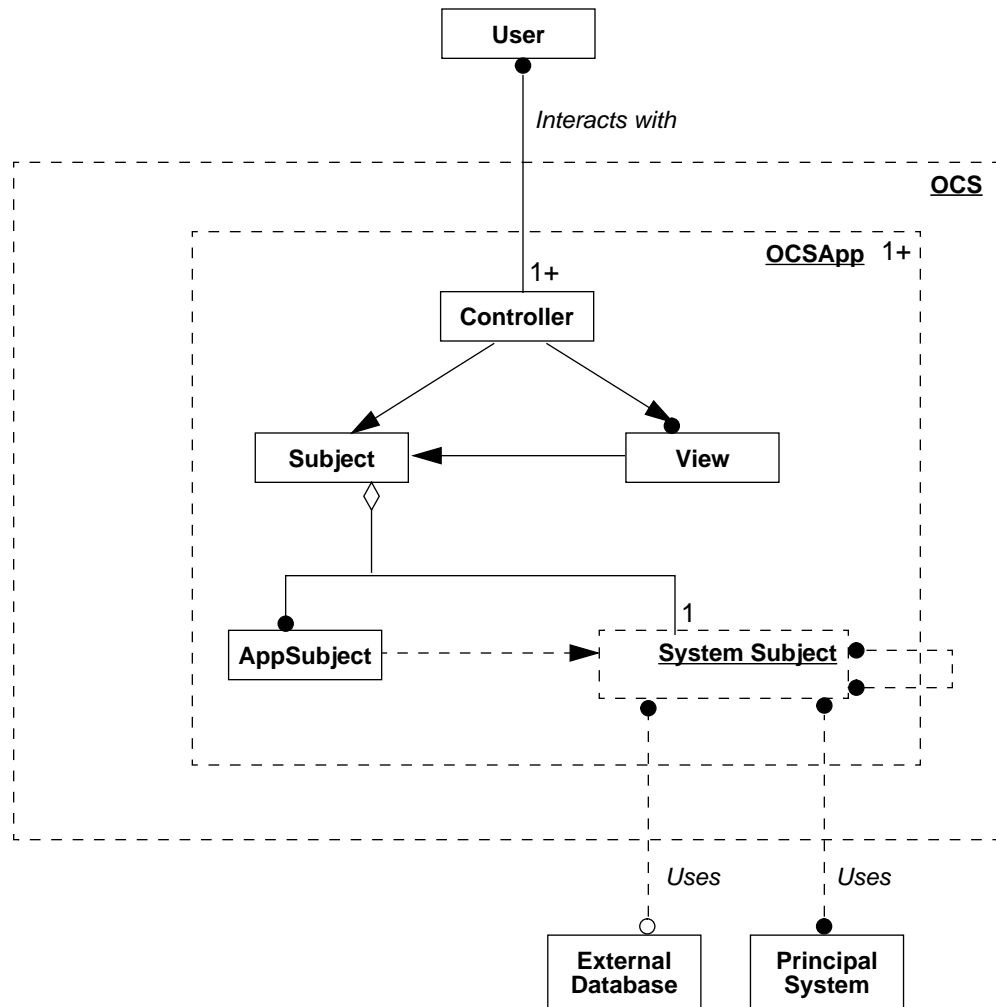 User
Interacts with
OCS
OCSApp 1+
1+
Controller
Subject
View
1
AppSubject
System Subject
Uses
Uses
External
Database
Principal
System